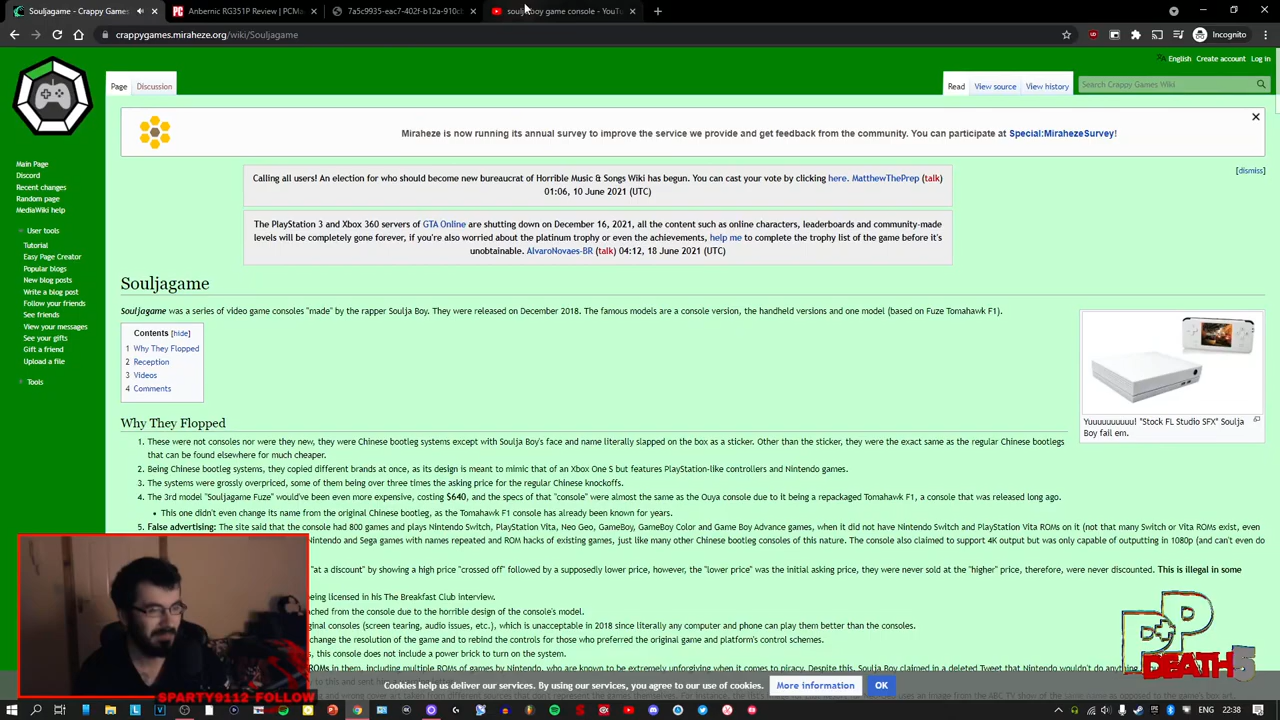 Souljagame - Crappy Games
Anbernic RG351P Review | PCMa
7a5c9935-eac7-402f-b12a-910cb
soulja boy game console - YouTu
crappygames.miraheze.org/wiki/Souljagame
Incognito
English Create account Log in
Page Discussion
Read View source View history
Search Crappy Games Wiki
Miraheze is now running its annual survey to improve the service we provide and get feedback from the community. You can participate at Special:MirahezeSurvey!
[dismiss]
Calling all users! An election for who should become new bureaucrat of Horrible Music & Songs Wiki has begun. You can cast your vote by clicking here. MatthewThePrep (talk)
01:06, 10 June 2021 (UTC)
The PlayStation 3 and Xbox 360 servers of GTA Online are shutting down on December 16, 2021, all the content such as online characters, leaderboards and community-made
levels will be completely gone forever, if you're also worried about the platinum trophy or even the achievements, help me to complete the trophy list of the game before it's
unobtainable. AlvaroNovaes-BR (talk) 04:12, 18 June 2021 (UTC)
Main Page
Discord
Recent changes
Random page
MediaWiki help
User tools
Tutorial
Easy Page Creator
Popular blogs
New blog posts
Write a blog post
Follow your friends
See friends
View your messages
See your gifts
Gift a friend
Upload a file
Tools
Souljagame
Souljagame was a series of video game consoles "made" by the rapper Soulja Boy. They were released on December 2018. The famous models are a console version, the handheld versions and one model (based on Fuze Tomahawk F1).
Contents [hide]
1 Why They Flopped
2 Reception
3 Videos
4 Comments
Yuuuuuuuuuu! "Stock FL Studio SFX" Soulja
Boy fail em.
Why They Flopped
1. These were not consoles nor were they new, they were Chinese bootleg systems except with Soulja Boy's face and name literally slapped on the box as a sticker. Other than the sticker, they were the exact same as the regular Chinese bootlegs
that can be found elsewhere for much cheaper.
2. Being Chinese bootleg systems, they copied different brands at once, as its design is meant to mimic that of an Xbox One S but features PlayStation-like controllers and Nintendo games.
3. The systems were grossly overpriced, some of them being over three times the asking price for the regular Chinese knockoffs.
4. The 3rd model "Souljagame Fuze" would've been even more expensive, costing $640, and the specs of that "console" were almost the same as the Ouya console due to it being a repackaged Tomahawk F1, a console that was released long ago.
• This one didn't even change its name from the original Chinese bootleg, as the Tomahawk F1 console has already been known for years.
5. False advertising: The site said that the console had 800 games and plays Nintendo Switch, PlayStation Vita, Neo Geo, GameBoy, GameBoy Color and Game Boy Advance games, when it did not have Nintendo Switch and PlayStation Vita ROMs on it (not that many Switch or Vita ROMs exist, even
intendo and Sega games with names repeated and ROM hacks of existing games, just like many other Chinese bootleg consoles of this nature. The console also claimed to support 4K output but was only capable of outputting in 1080p (and can't even do
"at a discount" by showing a high price "crossed off" followed by a supposedly lower price, however, the "lower price" was the initial asking price, they were never sold at the "higher" price, therefore, were never discounted. This is illegal in some
eing licensed in his The Breakfast Club interview.
ched from the console due to the horrible design of the console's model.
ginal consoles (screen tearing, audio issues, etc.), which is unacceptable in 2018 since literally any computer and phone can play them better than the consoles.
change the resolution of the game and to rebind the controls for those who preferred the original game and platform's control schemes.
, this console does not include a power brick to turn on the system.
ROMs in them, including multiple ROMs of games by Nintendo, who are known to be extremely unforgiving when it comes to piracy. Despite this, Soulja Boy claimed in a deleted Tweet that Nintendo wouldn't do
Cookies help us deliver our services. By using our services, you agree to our use of cookies.
More information
OK
as opposed to the game's box art.
SPARTY9112 FOLLOW
DEATH
22:38